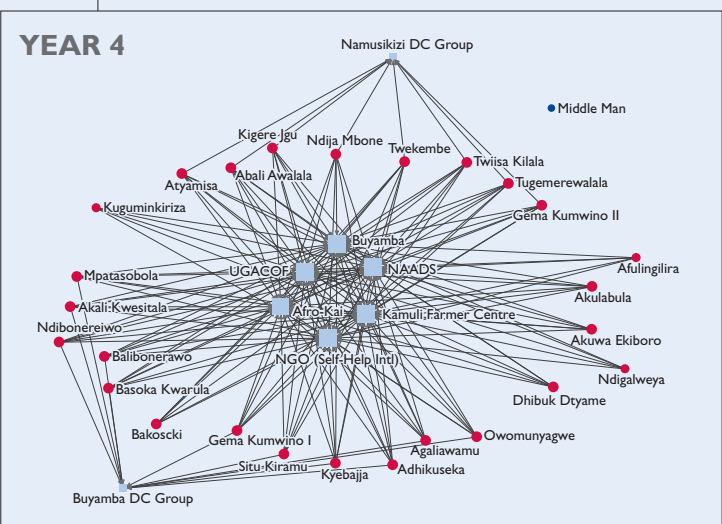 YEAR 4
Namusikizi DC Group
Middle Man
Kigere Jgu
Ndija Mbone
Twekembe
Twiisa Kilala
Abali Awalala
Atyamisa
Tugemerewalala
Kuguminkiriza
Gema Kumwino II
Buyamba
Afulingilira
UGACOF
NAADS
Mpatasobola
Akulabula
Akali Kwesitala
Afro-Kai
Kamuli Farmer Centre
Ndibonereiwo
Akuwa Ekiboro
Balibonerawo
NGO (Self-Help Intl)
Ndigalweya
Basoka Kwarula
Dhibuk Dtyame
Bakoscki
Gema Kumwino I
Owomunyagwe
Agaliawamu
Situ Kiramu
Kyebajja
Adhikuseka
Buyamba DC Group